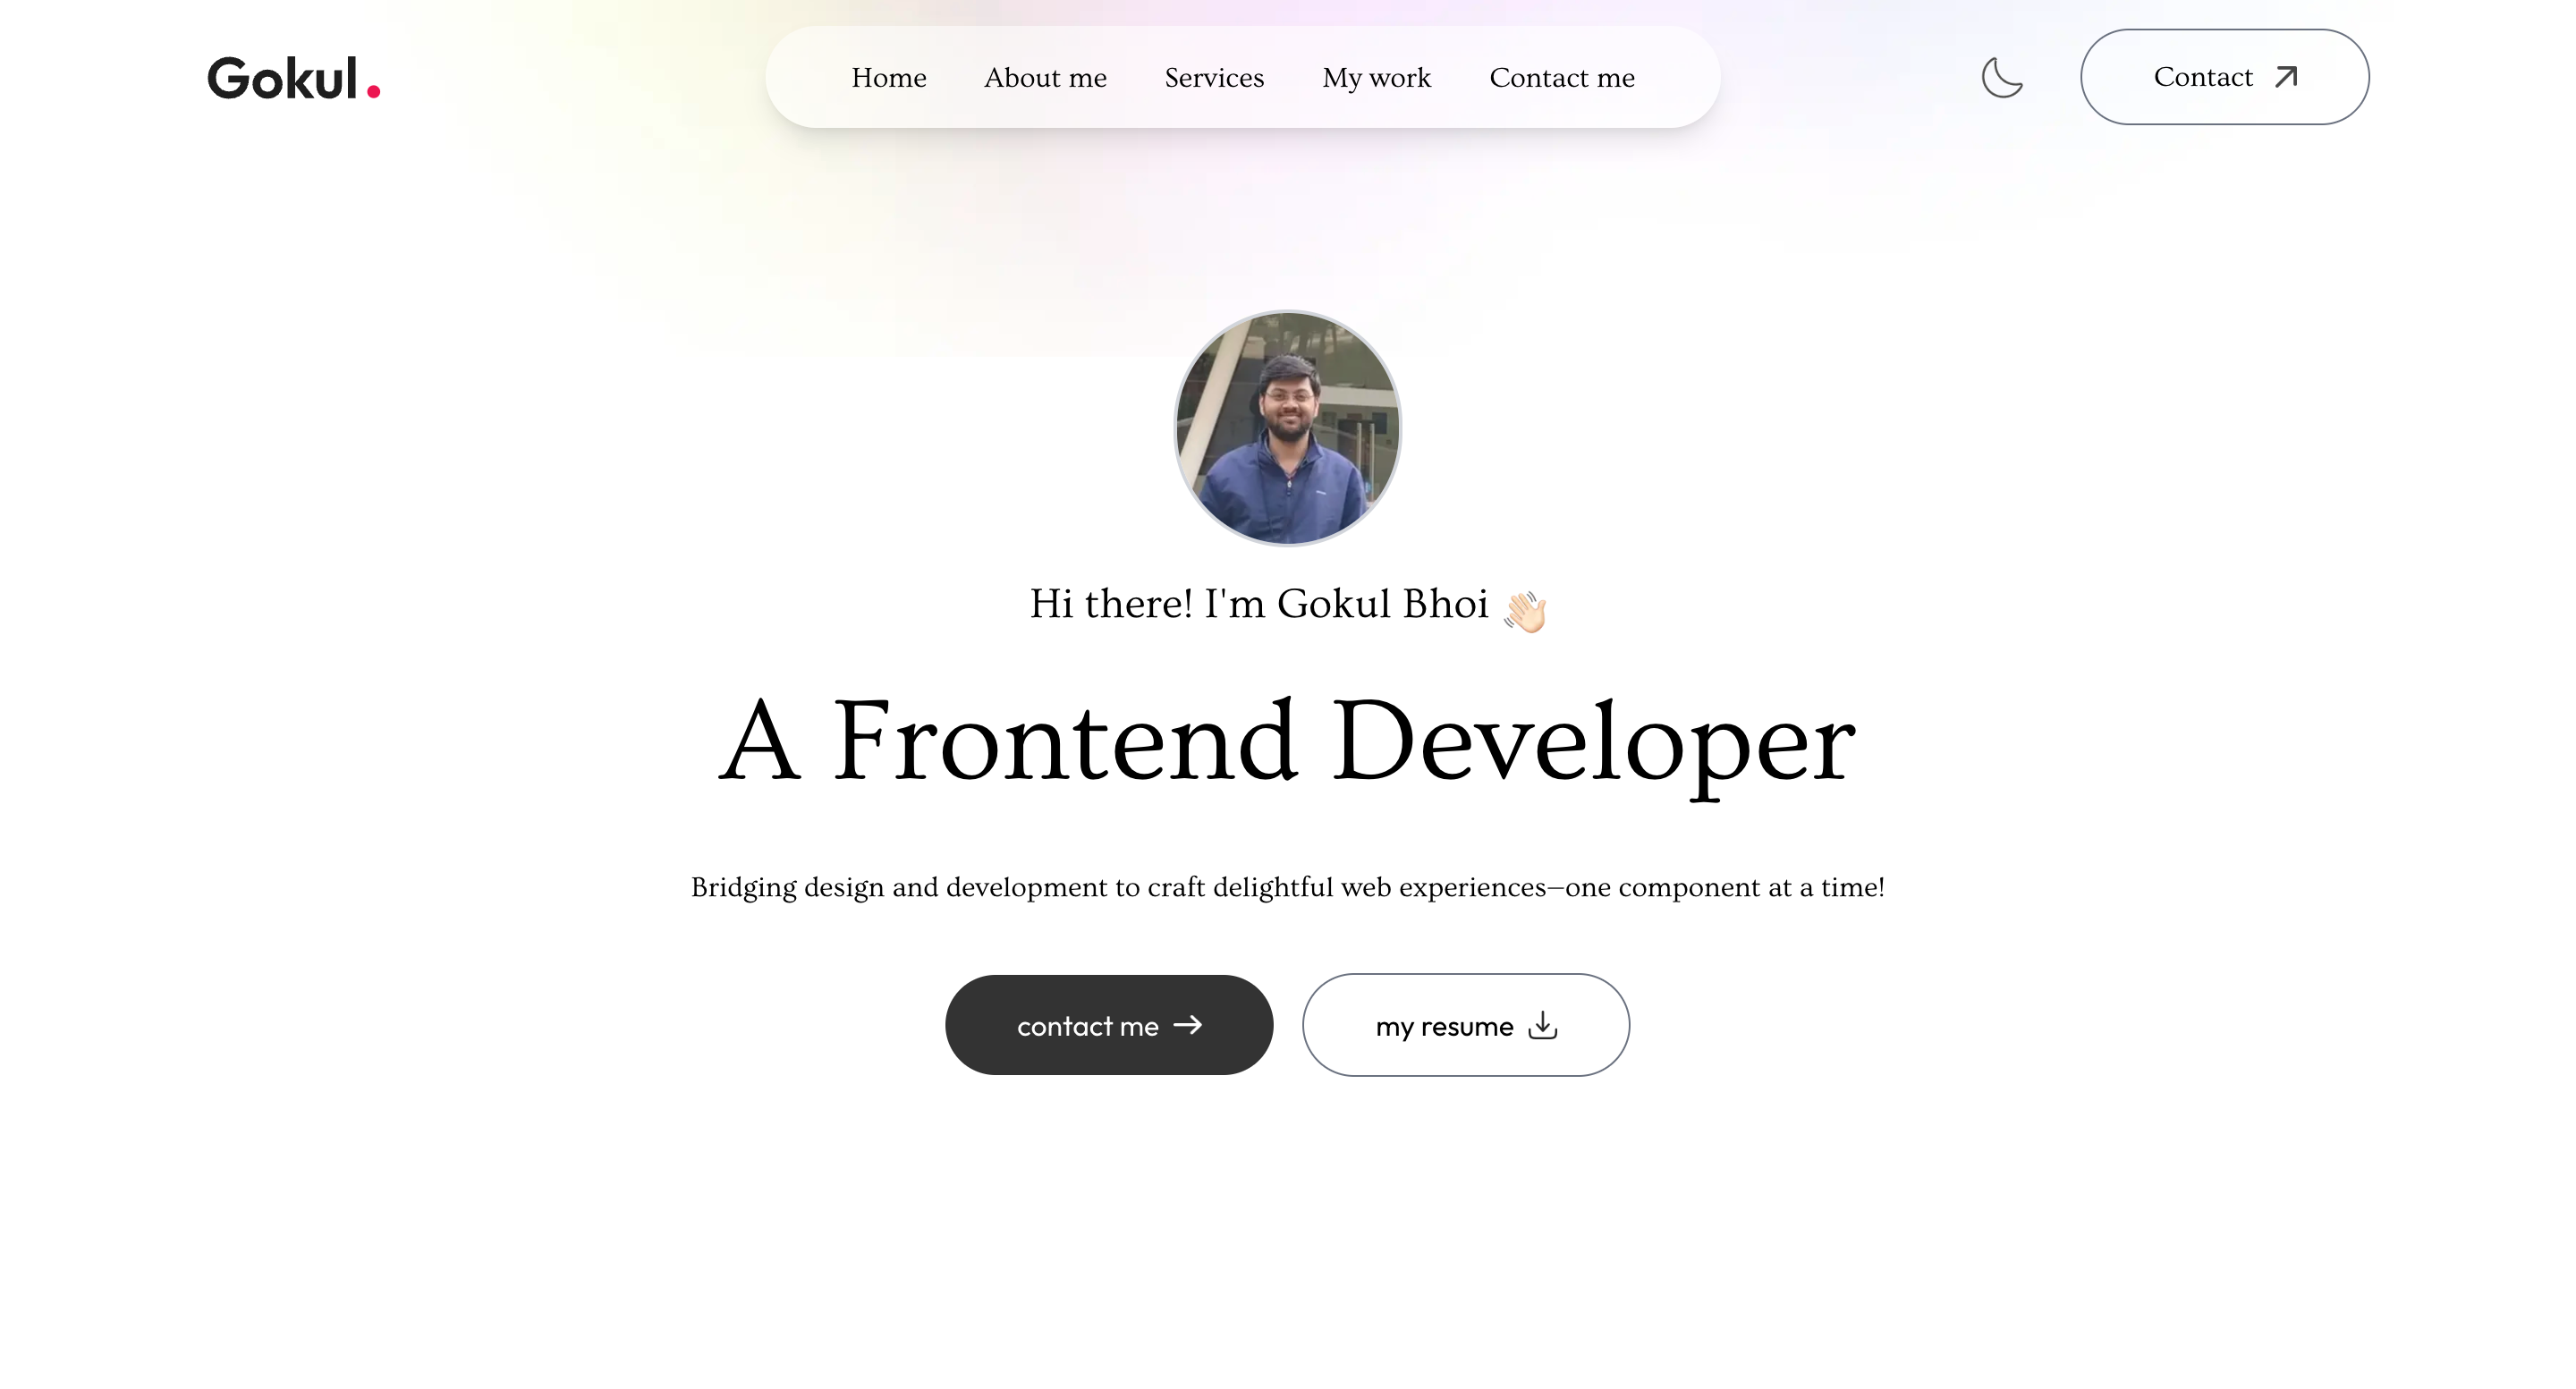 Gokul.
Home About me Services My work Contact me
Contact
Hi there! I'm Gokul Bhoi 👋🏻
A Frontend Developer
Bridging design and development to craft delightful web experiences—one component at a time!
contact me
my resume